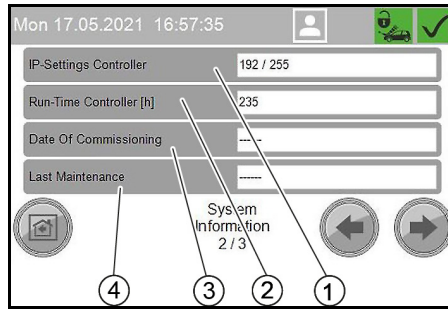 Mon 17.05.2021 16:57:35
IP-Settings Controller 192 / 255
Run-Time Controller [h] 235
Date Of Commissioning ------
Last Maintenance ------
System
Information
2 / 3
4 3 2 1